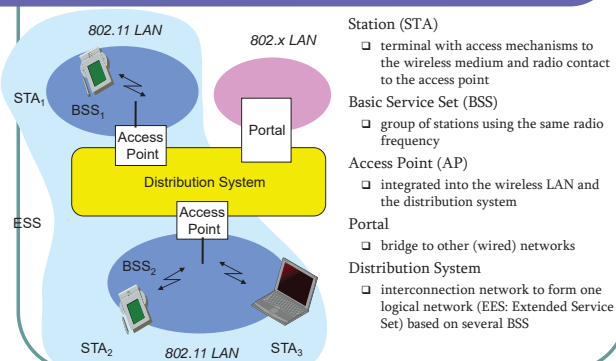 802.11 LAN
802.x LAN
STA1
BSS1
Access
Point
Portal
Distribution System
Access
Point
ESS
BSS2
STA2
802.11 LAN
STA3
Station (STA)
❑ terminal with access mechanisms to
the wireless medium and radio contact
to the access point
Basic Service Set (BSS)
❑ group of stations using the same radio
frequency
Access Point (AP)
❑ integrated into the wireless LAN and
the distribution system
Portal
❑ bridge to other (wired) networks
Distribution System
❑ interconnection network to form one
logical network (EES: Extended Service
Set) based on several BSS